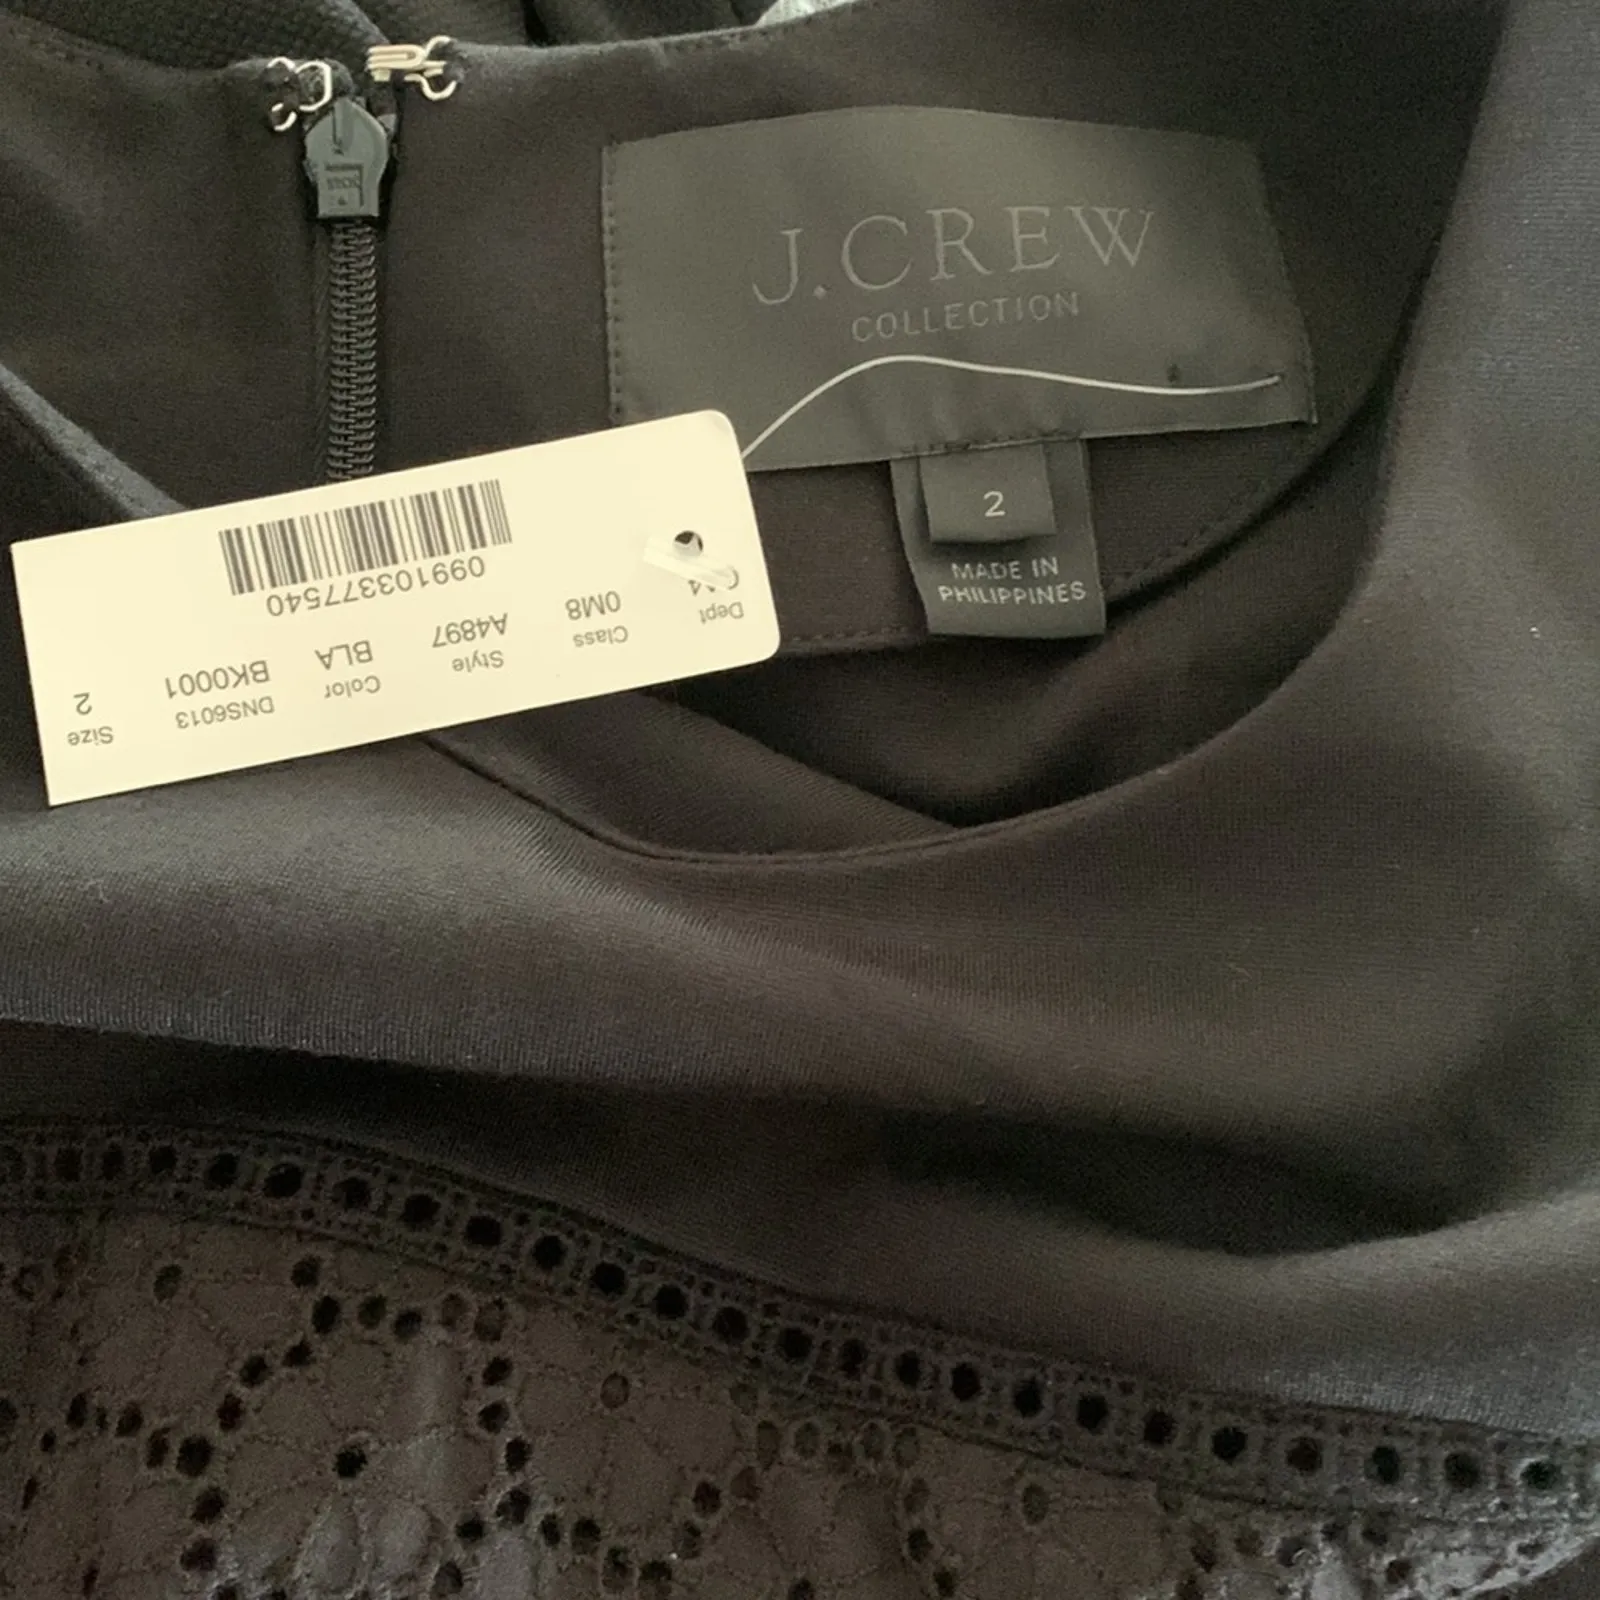 J.CREW
COLLECTION
2
MADE IN
PHILIPPINES
Dept Class Style Color DNS6013 Size
0M8 A4897 BLA BK0001 2
099103377540